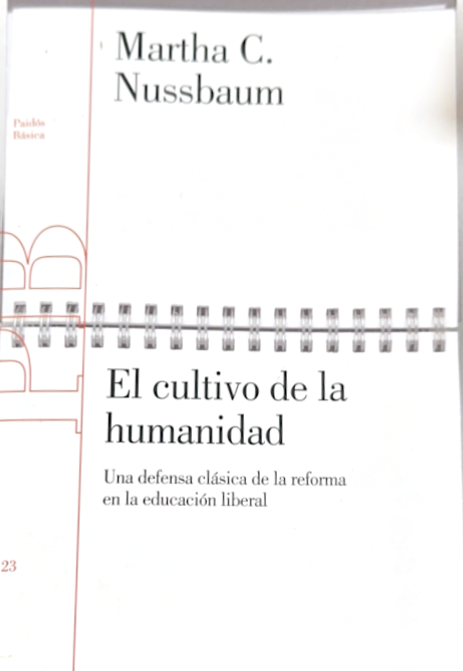 Martha C.
Nussbaum
Paidós
Básica
PB
El cultivo de la
humanidad
Una defensa clásica de la reforma
en la educación liberal
23